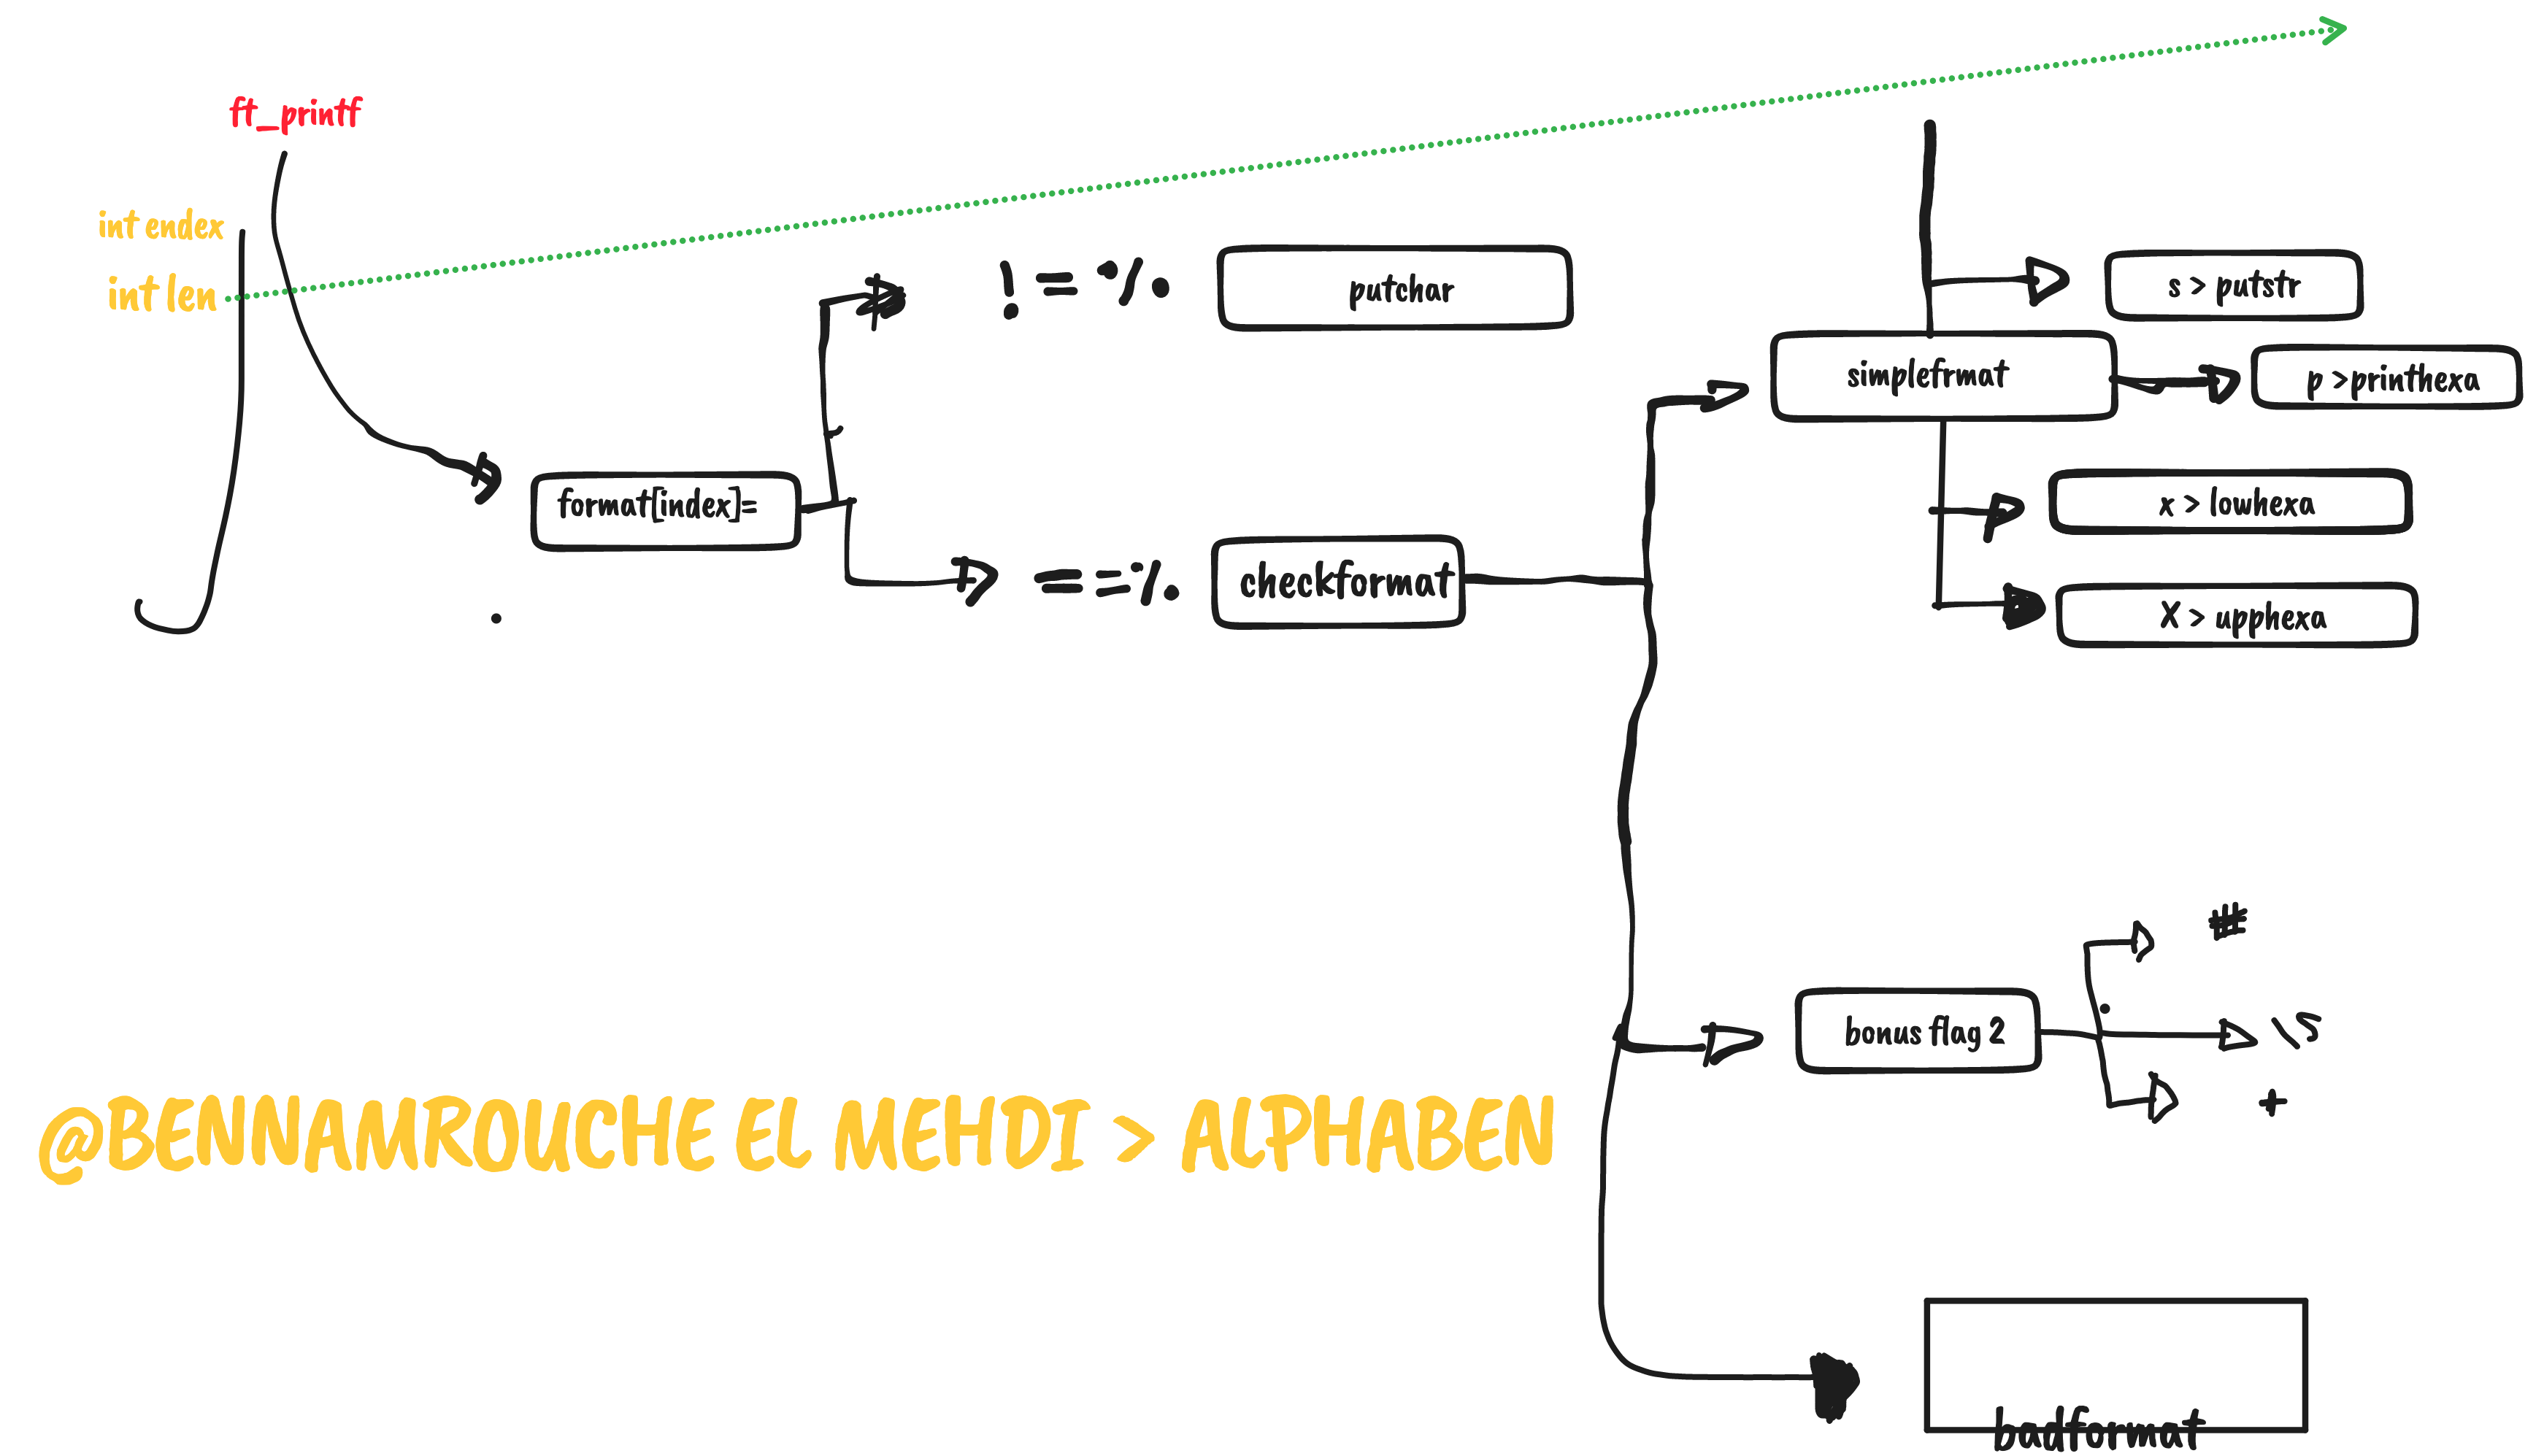 ft_printf
int endex
int len
! = %
putchar
format[index]=
= = %
checkformat
s > putstr
simplefrmat
p >printhexa
x > lowhexa
X > upphexa
#
bonus flag 2
\s
+
@BENNAMROUCHE EL MEHDI > ALPHABEN
badformat